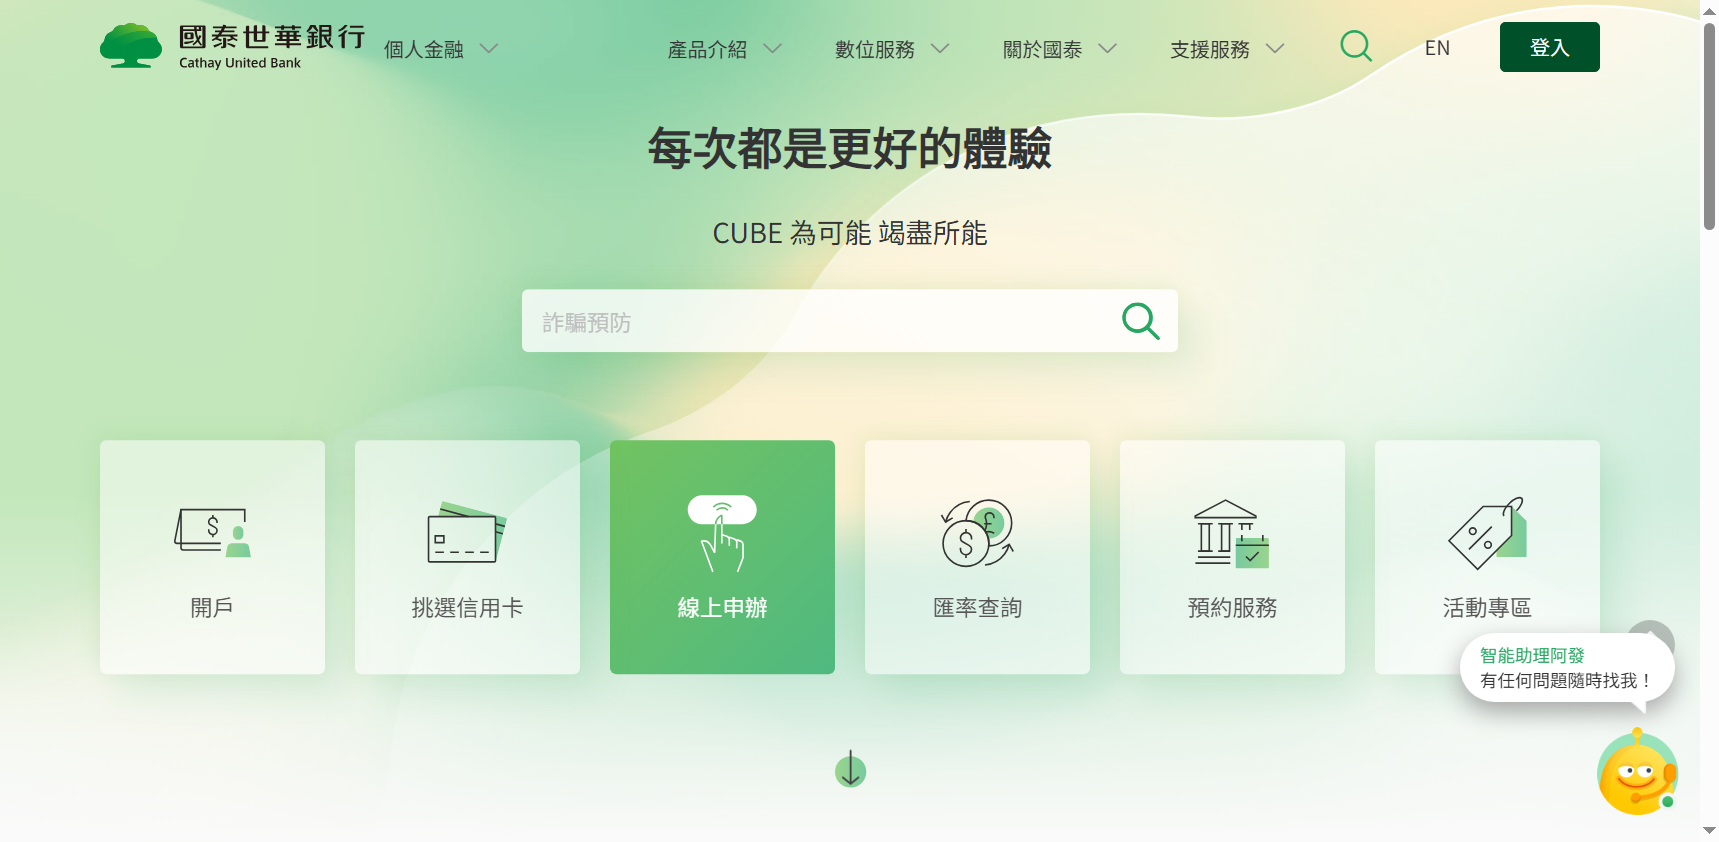 國泰世華銀行
Cathay United Bank
個人金融
產品介紹
數位服務
關於國泰
支援服務
EN
登入
每次都是更好的體驗
CUBE 為可能 竭盡所能
詐騙預防
開戶
挑選信用卡
線上申辦
匯率查詢
預約服務
活動專區
智能助理阿發
有任何問題隨時找我！